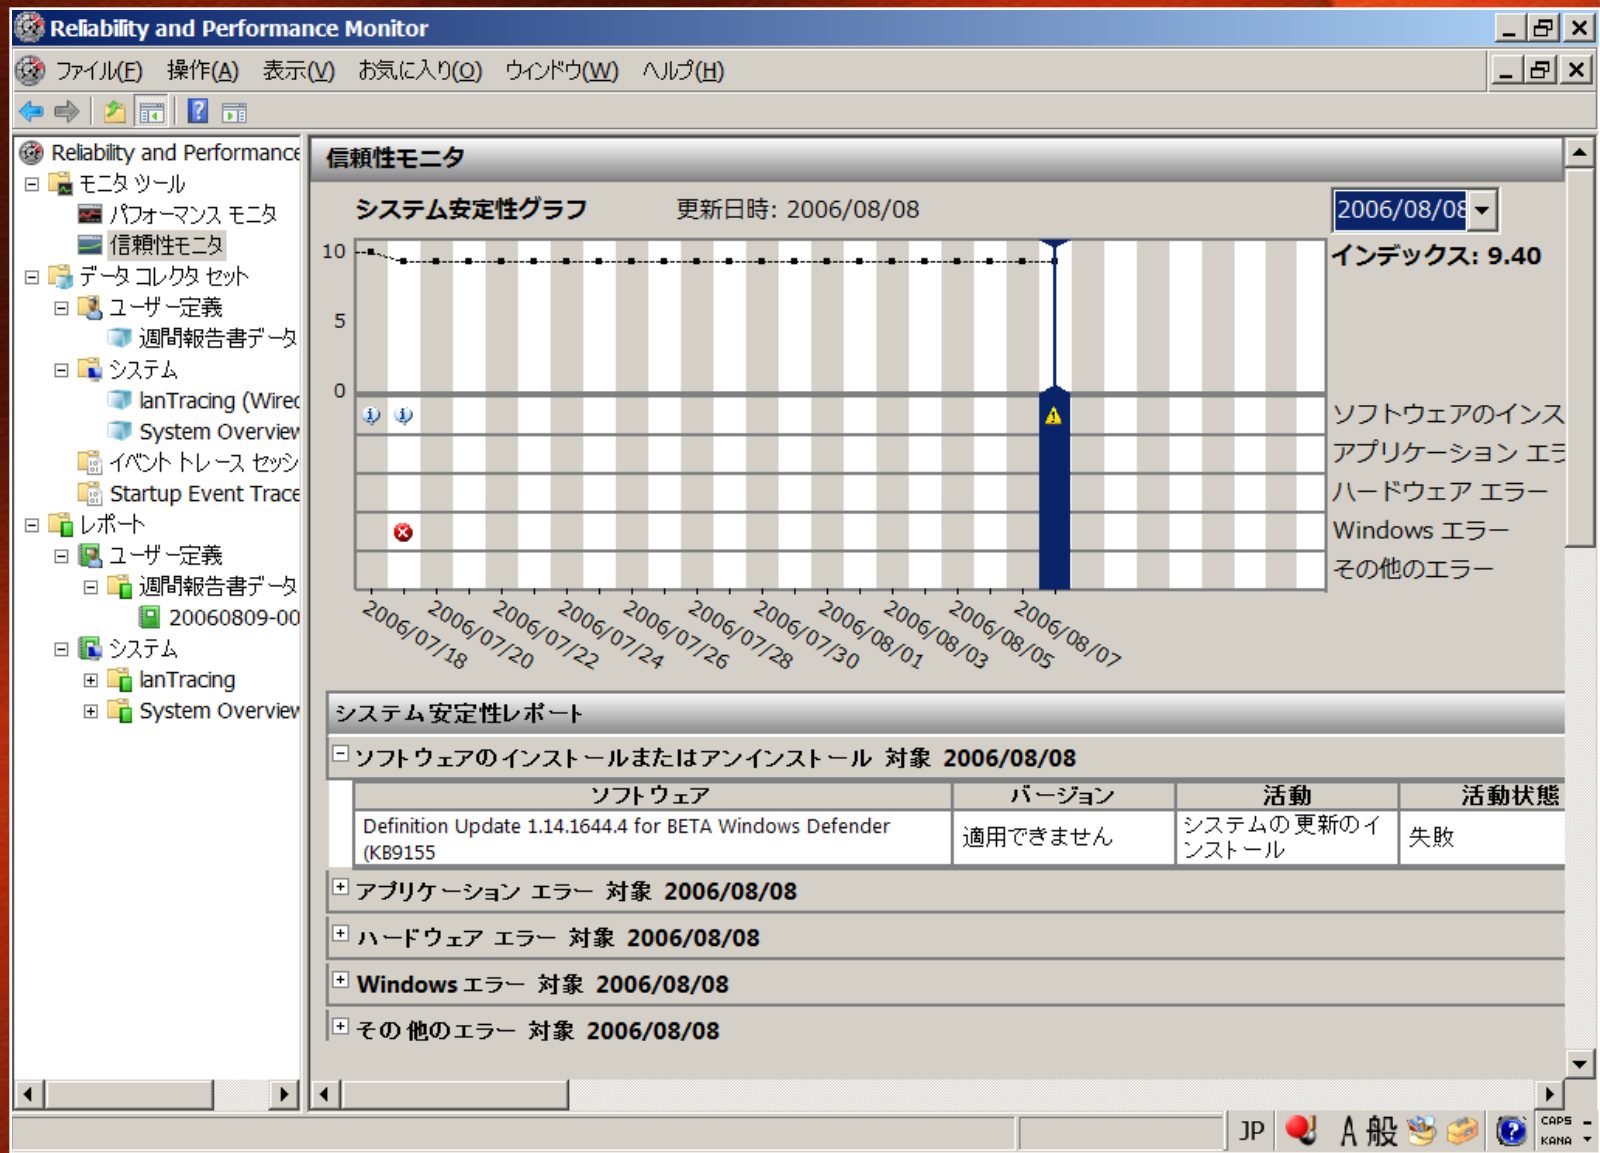 Reliability and Performance Monitor
ファイル(F) 操作(A) 表示(V) お気に入り(O) ウィンドウ(W) ヘルプ(H)
Reliability and Performance
モニタ ツール
パフォーマンス モニタ
信頼性モニタ
データ コレクタ セット
ユーザー定義
週間報告書データ
システム
lanTracing (Wired
System Overview
イベント トレース セッシ
Startup Event Trace
レポート
ユーザー定義
週間報告書データ
20060809-00
システム
lanTracing
System Overview
信頼性モニタ
システム安定性グラフ 更新日時: 2006/08/08
2006/08/08
インデックス: 9.40
10
5
0
ソフトウェアのインス
アプリケーション エラ
ハードウェア エラー
Windows エラー
その他のエラー
2006/07/18 2006/07/20 2006/07/22 2006/07/24 2006/07/26 2006/07/28 2006/07/30 2006/08/01 2006/08/03 2006/08/05 2006/08/07
システム安定性レポート
ソフトウェアのインストールまたはアンインストール 対象 2006/08/08
ソフトウェア バージョン 活動 活動状態
Definition Update 1.14.1644.4 for BETA Windows Defender
(KB9155
適用できません
システムの更新のイ
ンストール
失敗
アプリケーション エラー 対象 2006/08/08
ハードウェア エラー 対象 2006/08/08
Windows エラー 対象 2006/08/08
その他のエラー 対象 2006/08/08
JP A 般 CAPS
KANA